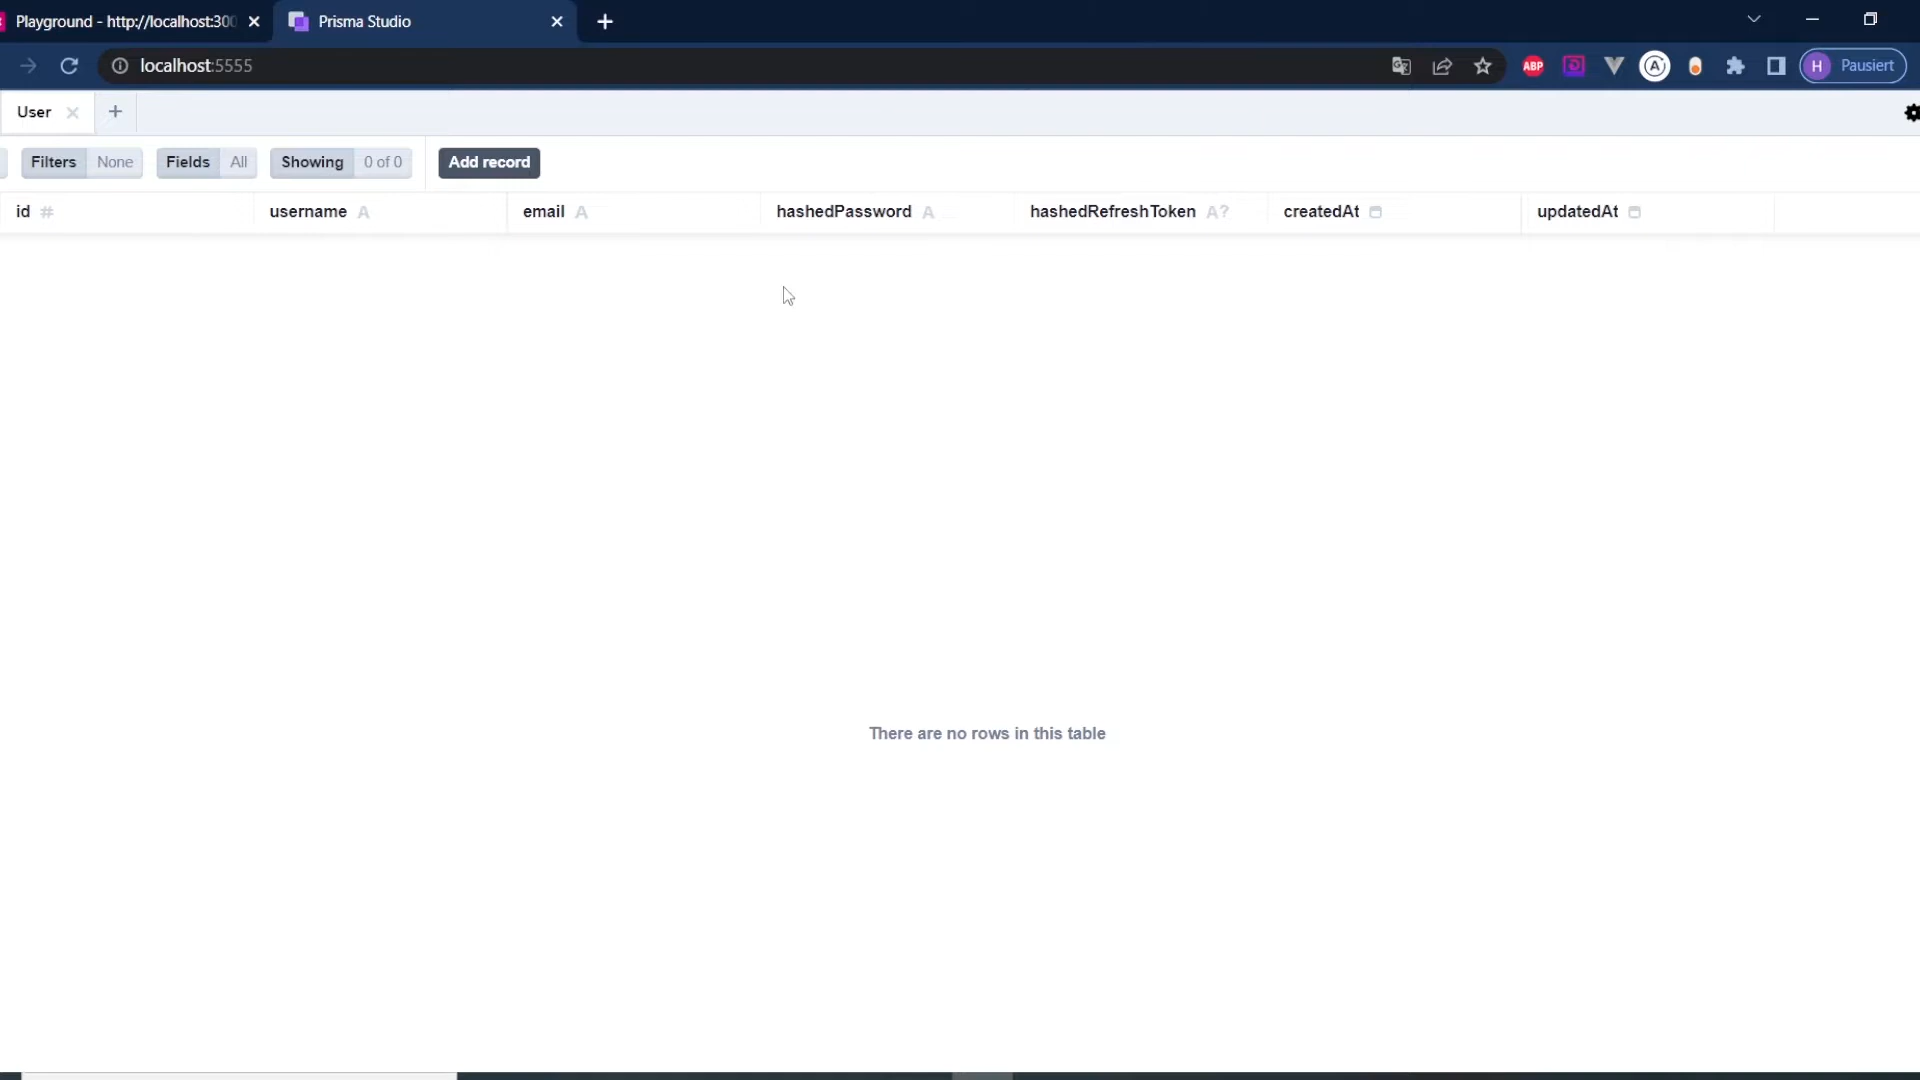 Playground - http://localhost:300
Prisma Studio
localhost:5555
ABP
H Pausiert
User
Filters None Fields All Showing 0 of 0 Add record
id # username A email A hashedPassword A hashedRefreshToken A? createdAt updatedAt
There are no rows in this table